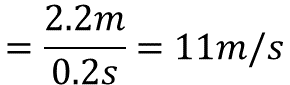 = 2.2m / 0.2s = 11m/s